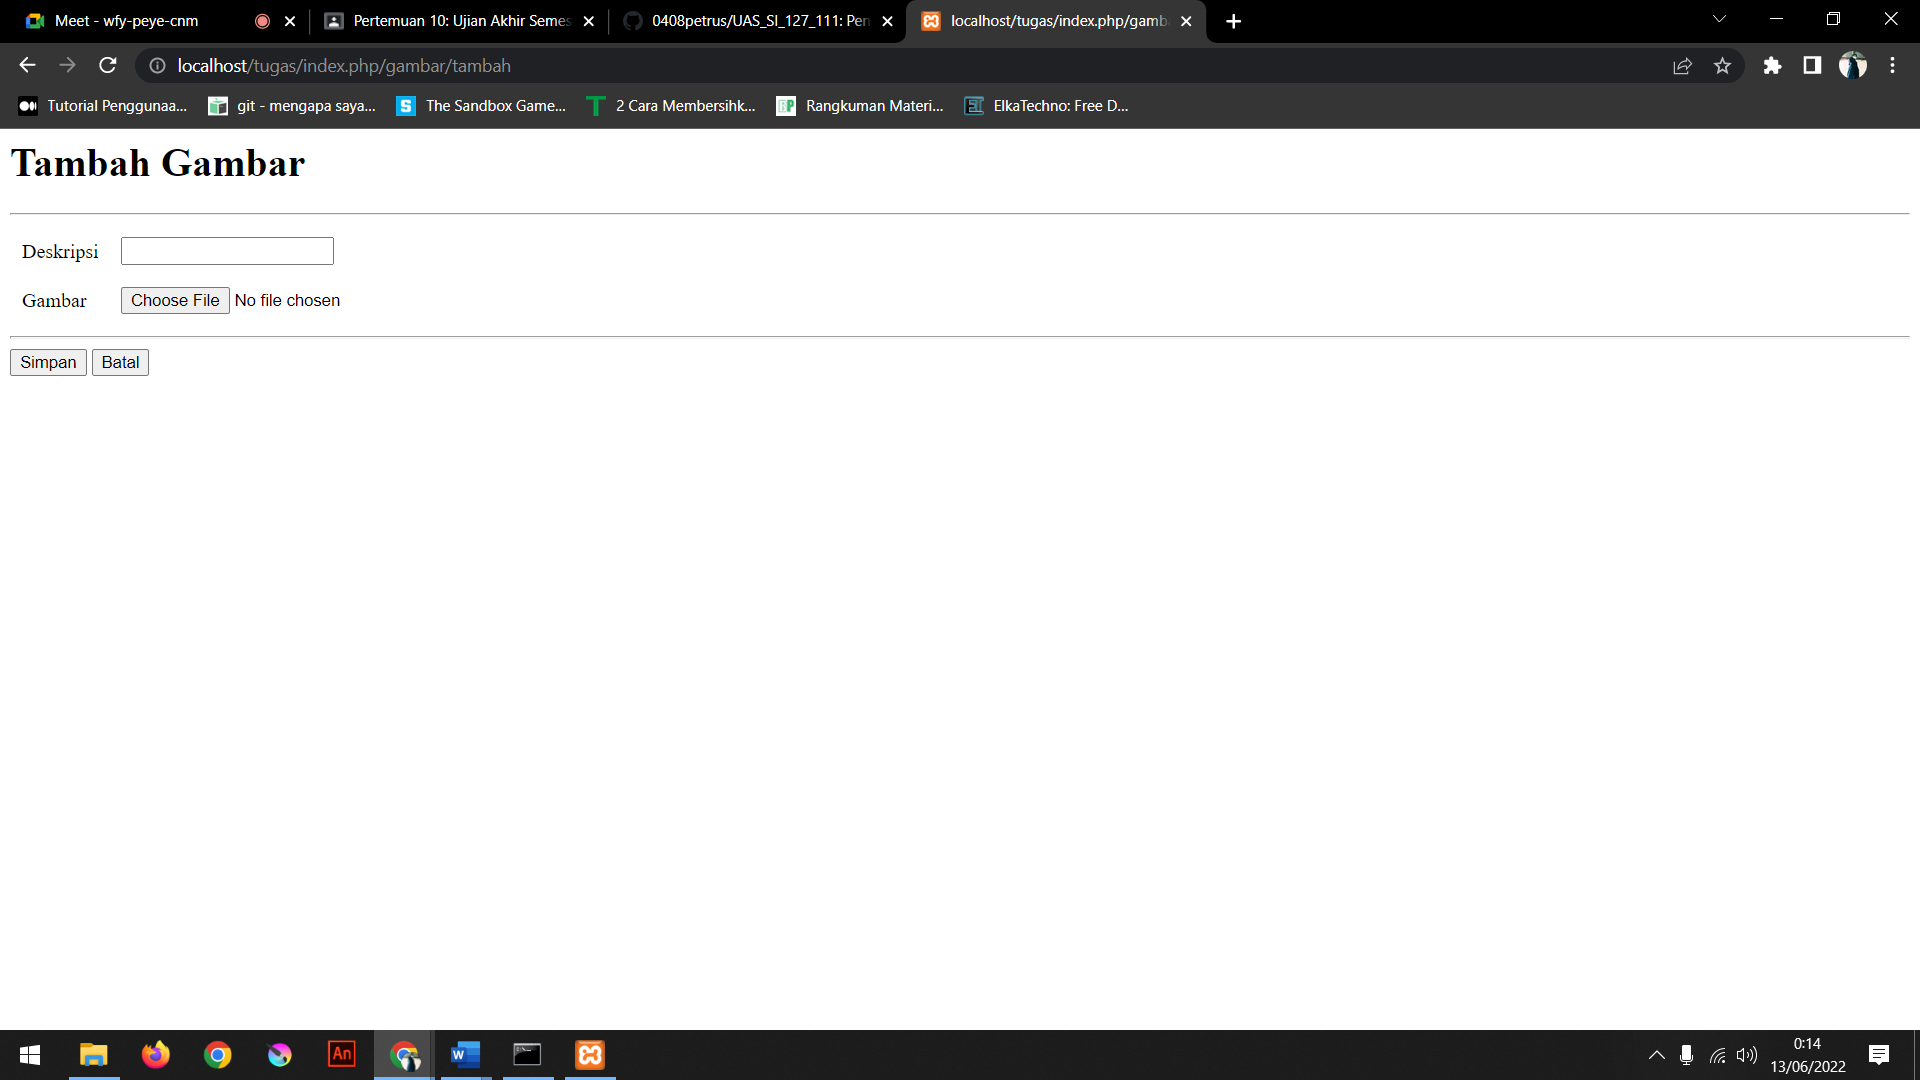 Meet - wfy-peye-cnm
Pertemuan 10: Ujian Akhir Semes
0408petrus/UAS_SI_127_111: Pen
localhost/tugas/index.php/gamba
localhost/tugas/index.php/gambar/tambah
Tutorial Penggunaa...
git - mengapa saya...
The Sandbox Game...
2 Cara Membersihk...
Rangkuman Materi...
ElkaTechno: Free D...
Tambah Gambar
Deskripsi
Gambar Choose File No file chosen
Simpan Batal
An
0:14
13/06/2022